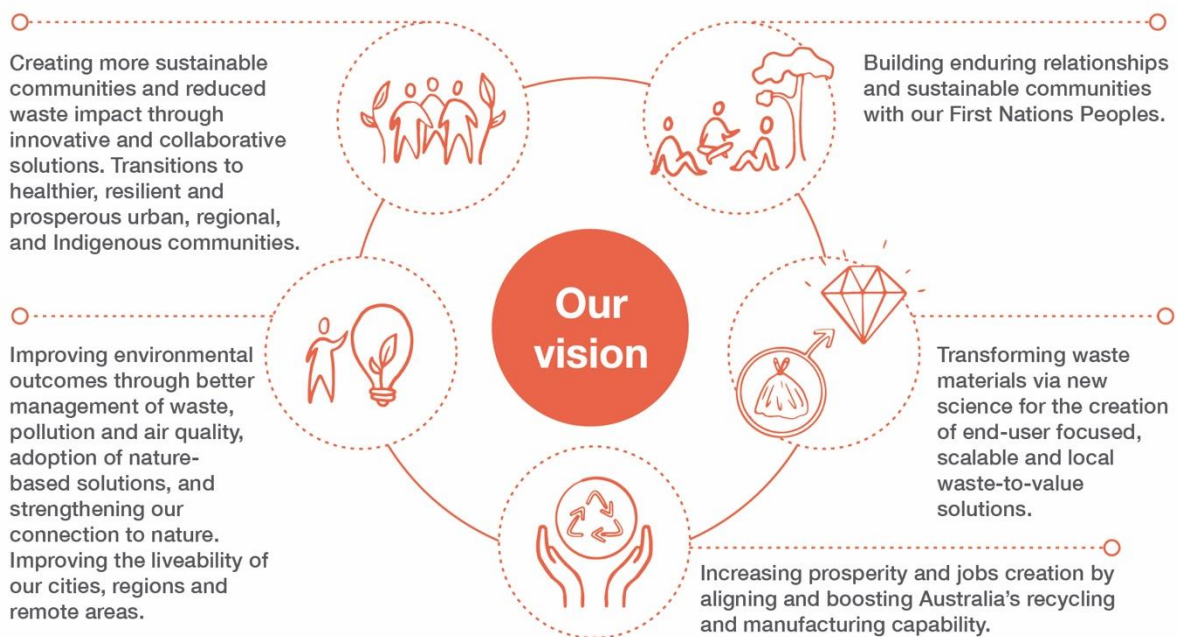 Creating more sustainable
communities and reduced
waste impact through
innovative and collaborative
solutions. Transitions to
healthier, resilient and
prosperous urban, regional,
and Indigenous communities.
Building enduring relationships
and sustainable communities
with our First Nations Peoples.
Our
vision
Improving environmental
outcomes through better
management of waste,
pollution and air quality,
adoption of nature-
based solutions, and
strengthening our
connection to nature.
Improving the liveability of
our cities, regions and
remote areas.
Transforming waste
materials via new
science for the creation
of end-user focused,
scalable and local
waste-to-value
solutions.
Increasing prosperity and jobs creation by
aligning and boosting Australia's recycling
and manufacturing capability.